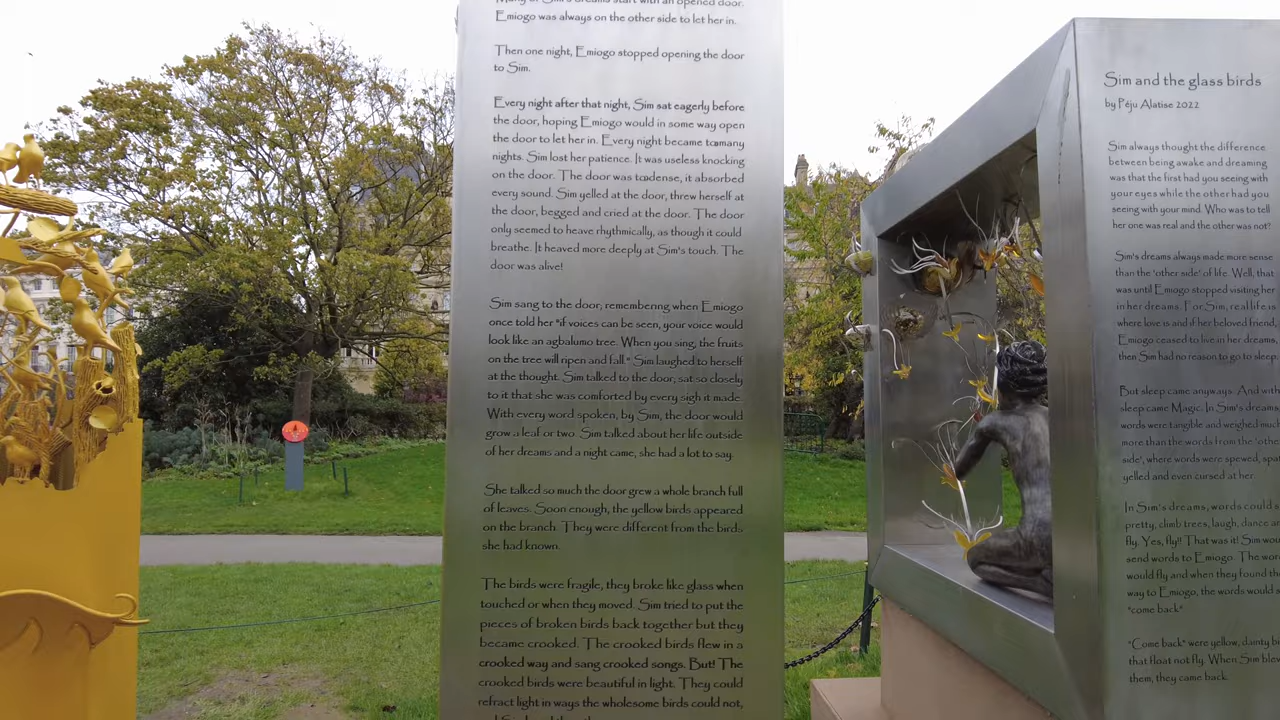 Many of Sim's dreams start with an opened door.
Emiogo was always on the other side to let her in.
Then one night, Emiogo stopped opening the door
to Sim.
Every night after that night, Sim sat eagerly before
the door, hoping Emiogo would in some way open
the door to let her in. Every night became toomany
nights. Sim lost her patience. It was useless knocking
on the door. The door was toodense, it absorbed
every sound. Sim yelled at the door, threw herself at
the door, begged and cried at the door. The door
only seemed to heave rhythmically, as though it could
breathe. It heaved more deeply at Sim's touch. The
door was alive!
Sim sang to the door; remembering when Emiogo
once told her "if voices can be seen, your voice would
look like an agbalumo tree. When you sing, the fruits
on the tree will ripen and fall." Sim laughed to herself
at the thought. Sim talked to the door, sat so closely
to it that she was comforted by every sigh it made.
With every word spoken, by Sim, the door would
grow a leaf or two. Sim talked about her life outside
of her dreams and a night came, she had a lot to say.
She talked so much the door grew a whole branch full
of leaves. Soon enough, the yellow birds appeared
on the branch. They were different from the birds
she had known.
The birds were fragile, they broke like glass when
touched or when they moved. Sim tried to put the
pieces of broken birds back together but they
became crooked. The crooked birds flew in a
crooked way and sang crooked songs. But! The
crooked birds were beautiful in light. They could
refract light in ways the wholesome birds could not,
Sim and the glass birds
by Peju Alatise 2022
Sim always thought the difference
between being awake and dreaming
was that the first had you seeing with
your eyes while the other had you
seeing with your mind. Who was to tell
her one was real and the other was not?
Sim's dreams always made more sense
than the 'other side' of life. Well, that
was until Emiogo stopped visiting her
in her dreams. For Sim, real life is
where love is and if her beloved friend,
Emiogo ceased to live in her dreams,
then Sim had no reason to go to sleep.
But sleep came anyways. And with
sleep came Magic. In Sim's dreams,
words were tangible and weighed much
more than the words from the 'other
side', where words were spewed, spat
yelled and even cursed at her.
In Sim's dreams, words could
pretty, climb trees, laugh, dance
fly. Yes, fly!! That was it! Sim
send words to Emiogo. The
would fly and when they found
way to Emiogo, the words would
"come back"
"Come back" were yellow, dainty
that float not fly. When Sim
them, they came back.